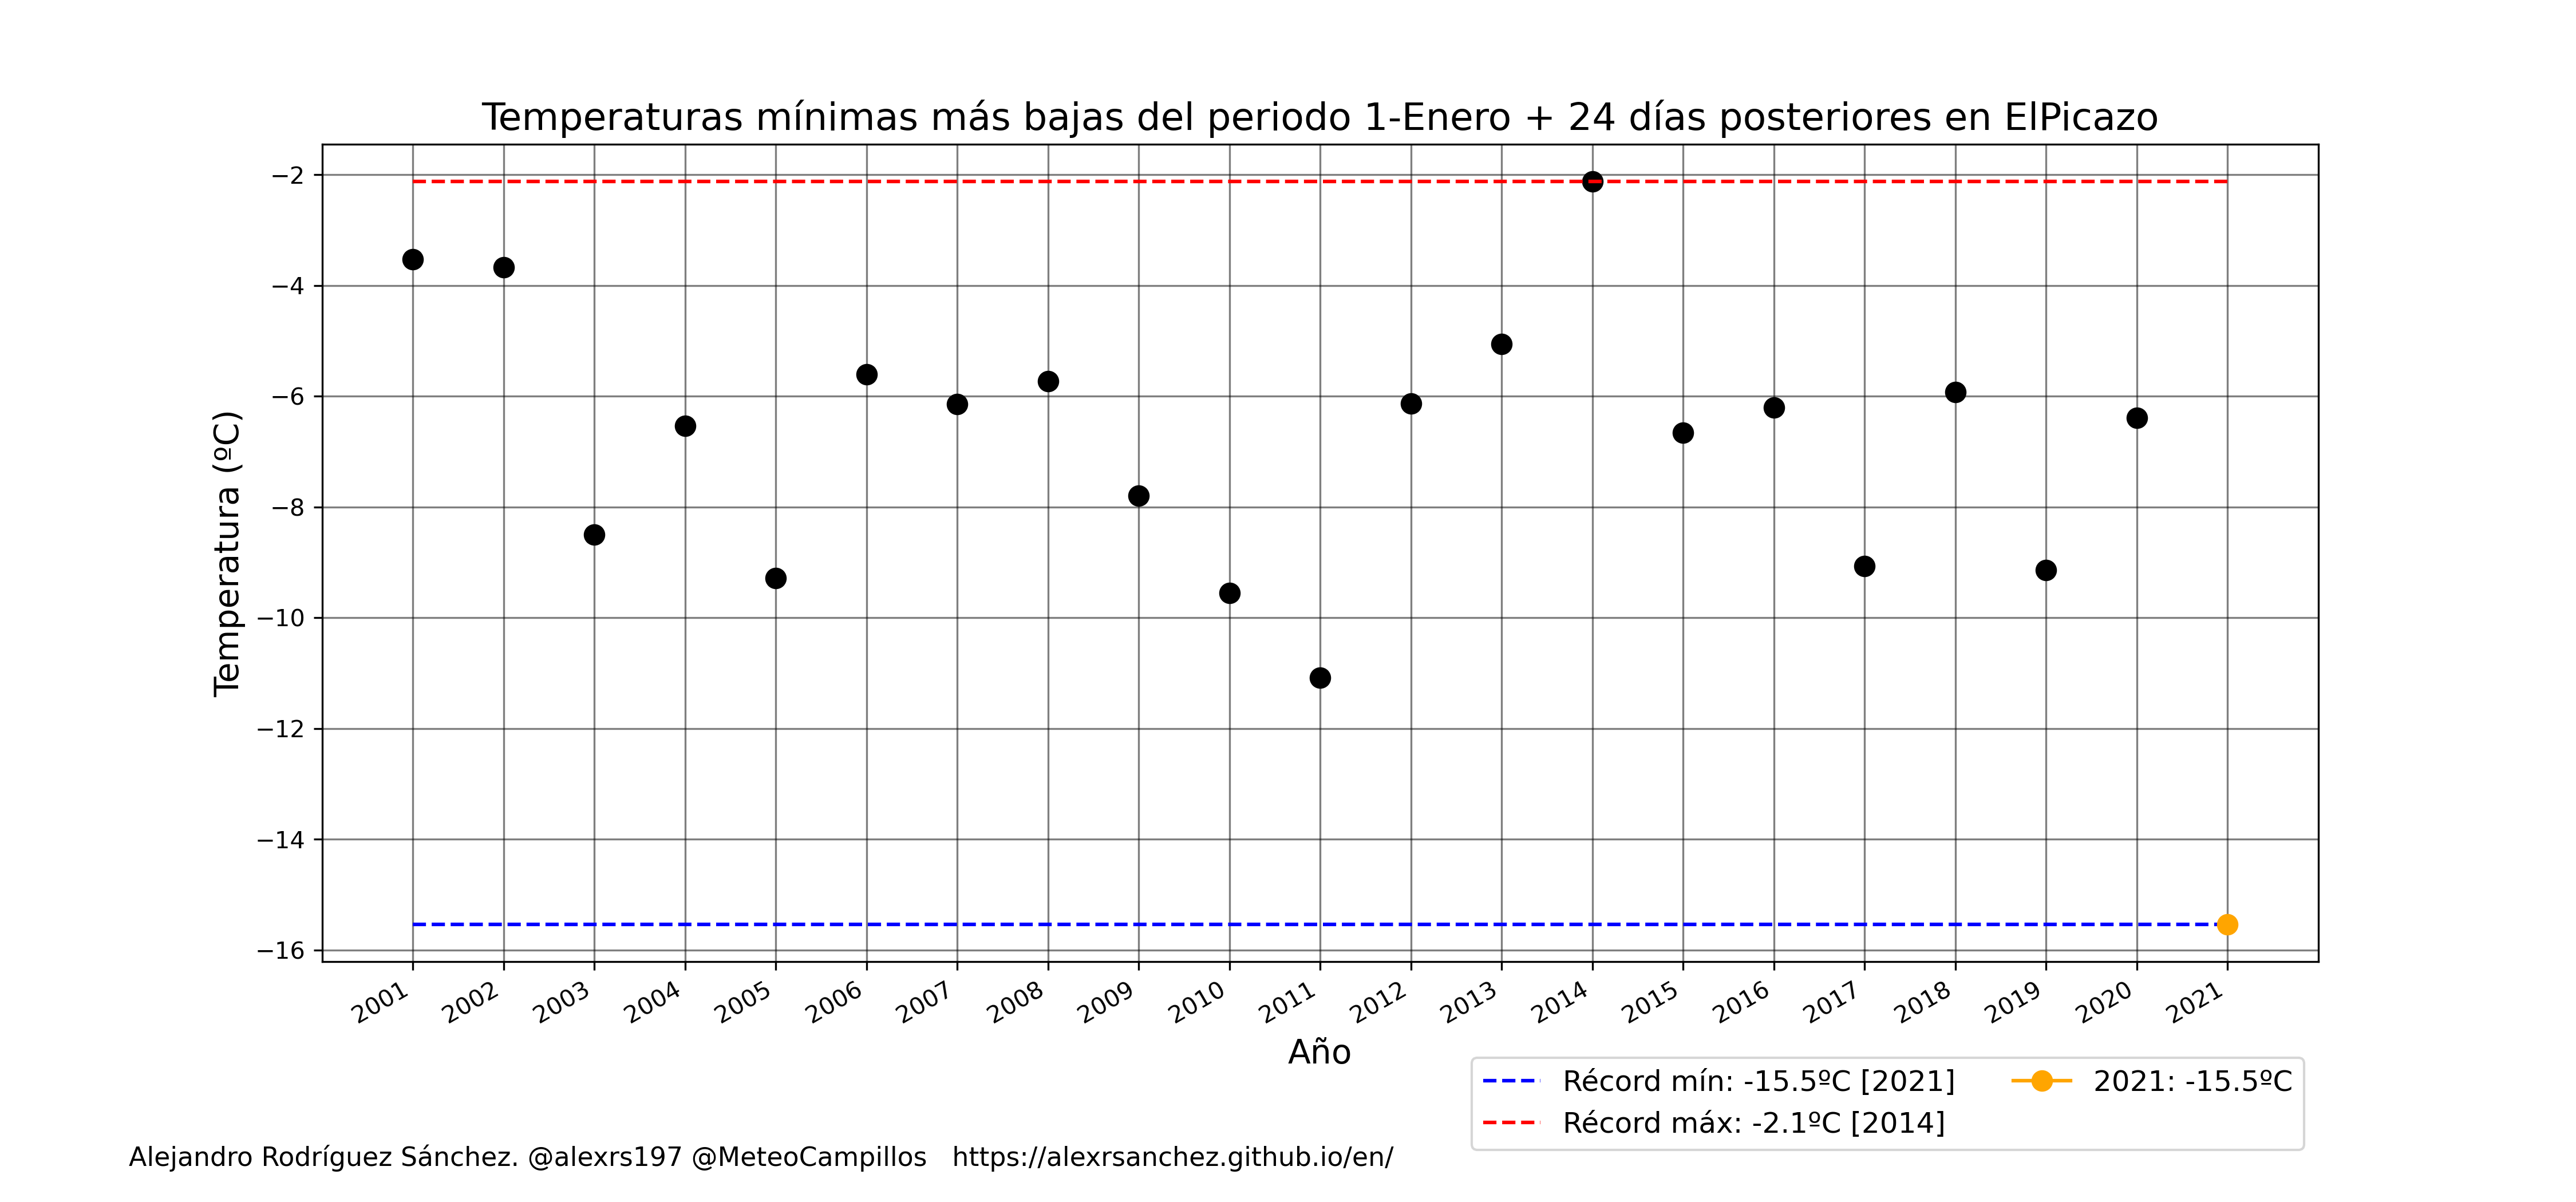 Temperaturas mínimas más bajas del periodo 1-Enero + 24 días posteriores en ElPicazo
Temperatura (ºC)
−2
−4
−6
−8
−10
−12
−14
−16
2001 2002 2003 2004 2005 2006 2007 2008 2009 2010 2011 2012 2013 2014 2015 2016 2017 2018 2019 2020 2021
Año
Récord mín: -15.5ºC [2021] 2021: -15.5ºC
Récord máx: -2.1ºC [2014]
Alejandro Rodríguez Sánchez. @alexrs197 @MeteoCampillos https://alexrsanchez.github.io/en/